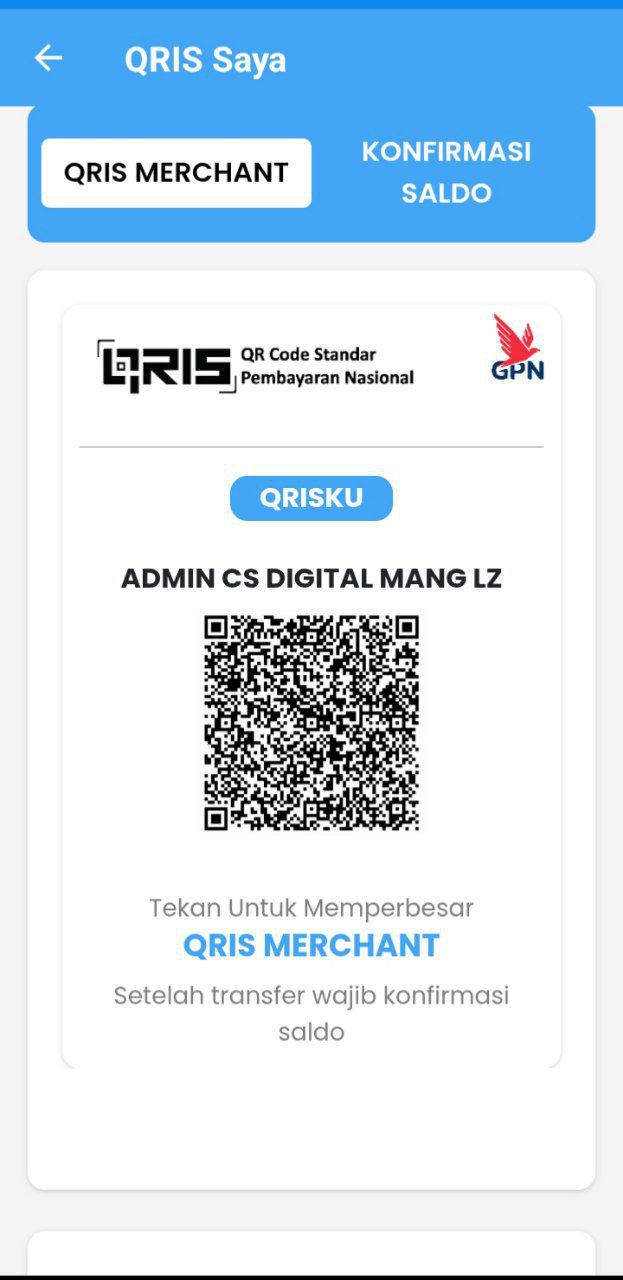 QRIS Saya
QRIS MERCHANT
KONFIRMASI
SALDO
QRIS
QR Code Standar
Pembayaran Nasional
GPN
QRISKU
ADMIN CS DIGITAL MANG LZ
Tekan Untuk Memperbesar
QRIS MERCHANT
Setelah transfer wajib konfirmasi
saldo